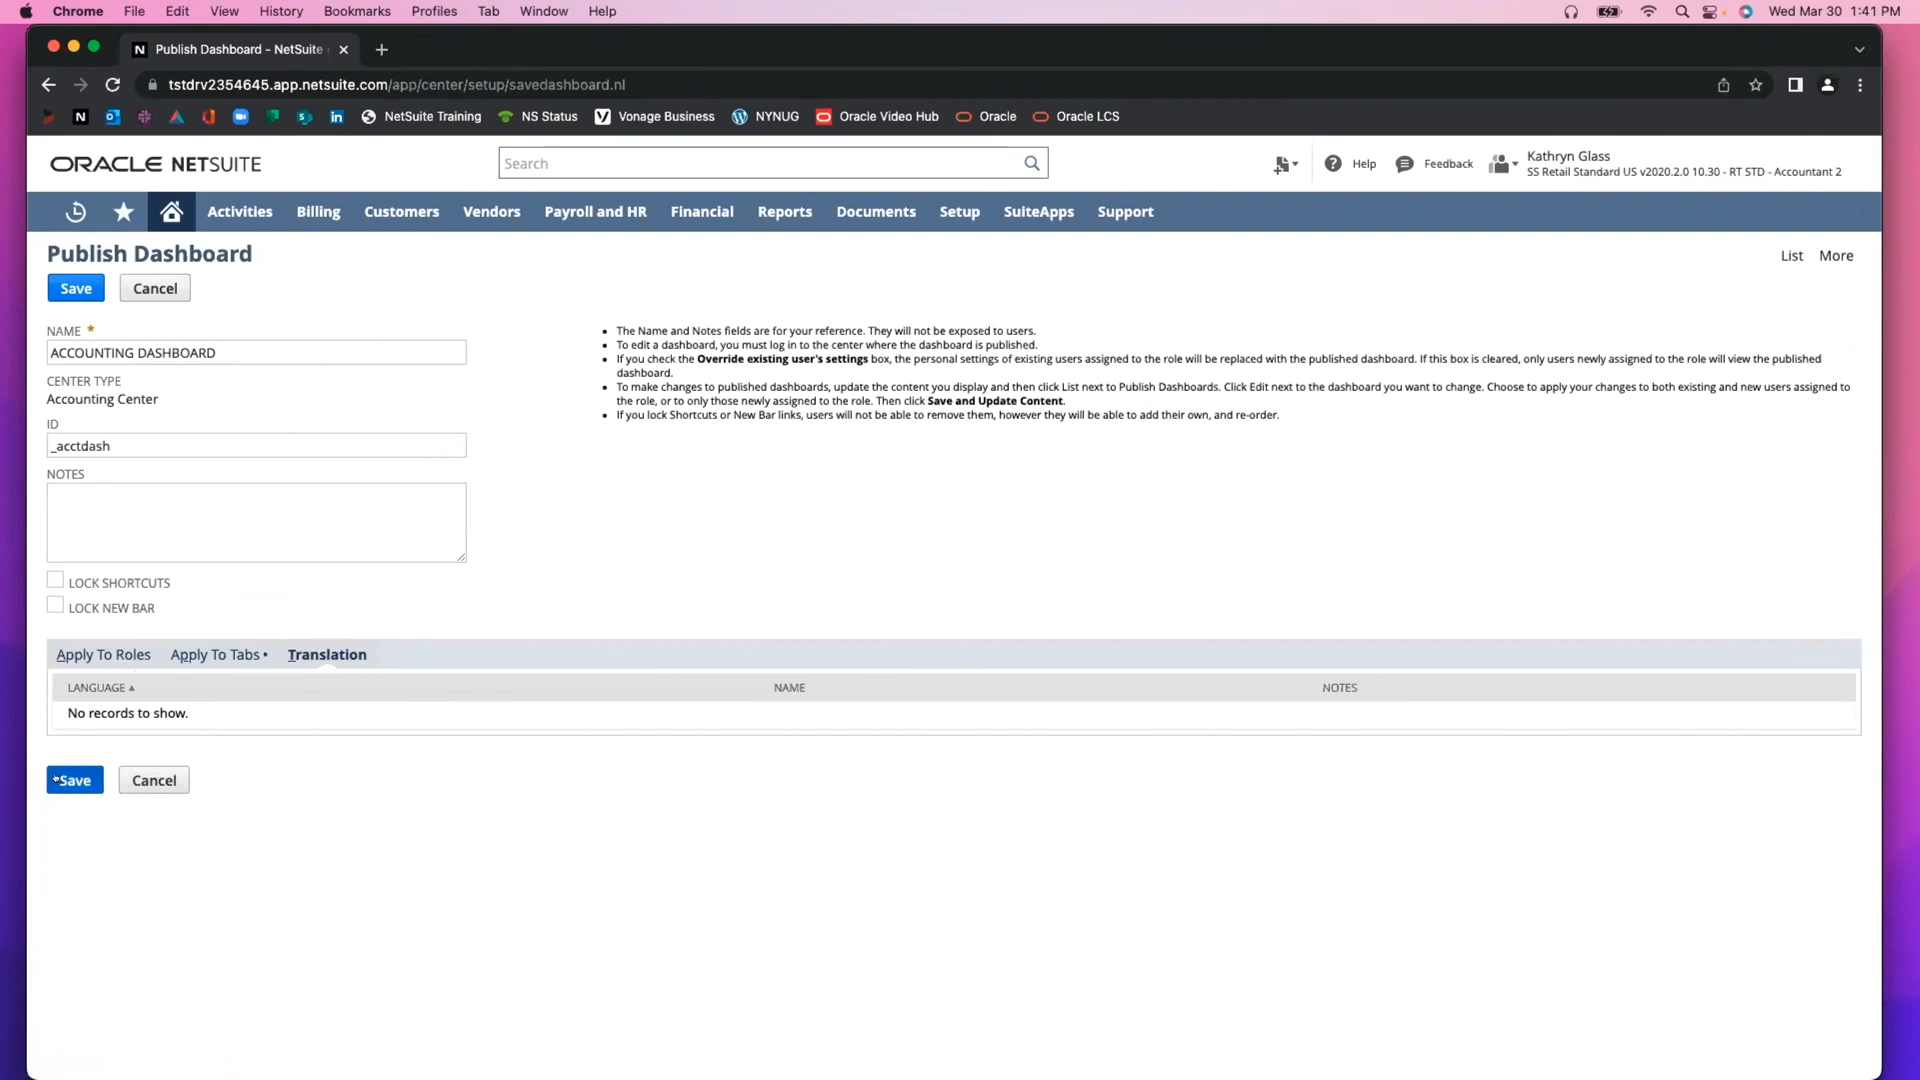 Chrome File Edit View History Bookmarks Profiles Tab Window Help Wed Mar 30 1:41 PM
N Publish Dashboard - NetSuite
tstdrv2354645.app.netsuite.com/app/center/setup/savedashboard.nl
N NetSuite Training NS Status Vonage Business NYNUG Oracle Video Hub Oracle Oracle LCS
ORACLE NETSUITE Search Help Feedback Kathryn Glass
SS Retail Standard US v2020.2.0 10.30 - RT STD - Accountant 2
Activities Billing Customers Vendors Payroll and HR Financial Reports Documents Setup SuiteApps Support
Publish Dashboard List More
Save Cancel
NAME *
ACCOUNTING DASHBOARD
CENTER TYPE
Accounting Center
ID
_acctdash
NOTES
LOCK SHORTCUTS
LOCK NEW BAR
• The Name and Notes fields are for your reference. They will not be exposed to users.
• To edit a dashboard, you must log in to the center where the dashboard is published.
• If you check the Override existing user's settings box, the personal settings of existing users assigned to the role will be replaced with the published dashboard. If this box is cleared, only users newly assigned to the role will view the published
dashboard.
• To make changes to published dashboards, update the content you display and then click List next to Publish Dashboards. Click Edit next to the dashboard you want to change. Choose to apply your changes to both existing and new users assigned to
the role, or to only those newly assigned to the role. Then click Save and Update Content.
• If you lock Shortcuts or New Bar links, users will not be able to remove them, however they will be able to add their own, and re-order.
Apply To Roles Apply To Tabs • Translation
LANGUAGE ▲ NAME NOTES
No records to show.
Save Cancel